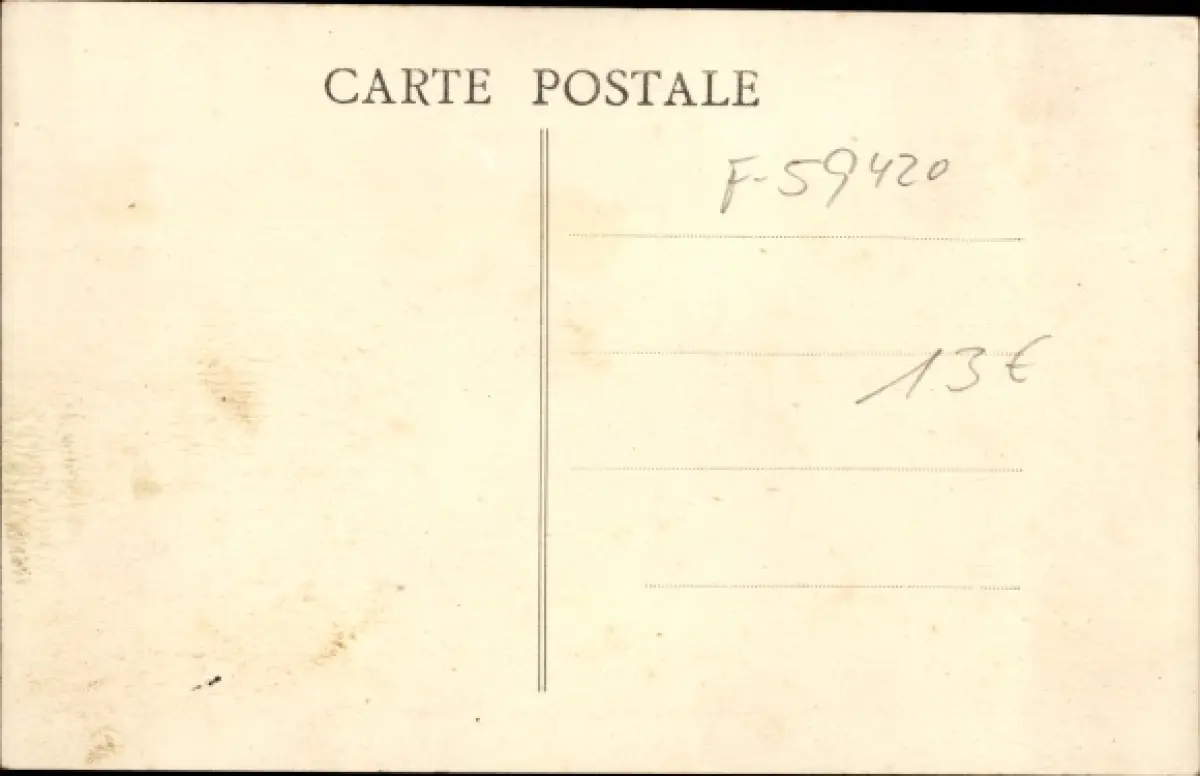 CARTE POSTALE
F-59420
13 €